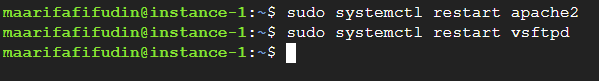 maarifafifudin@instance-1:~$ sudo systemctl restart apache2
maarifafifudin@instance-1:~$ sudo systemctl restart vsftpd
maarifafifudin@instance-1:~$